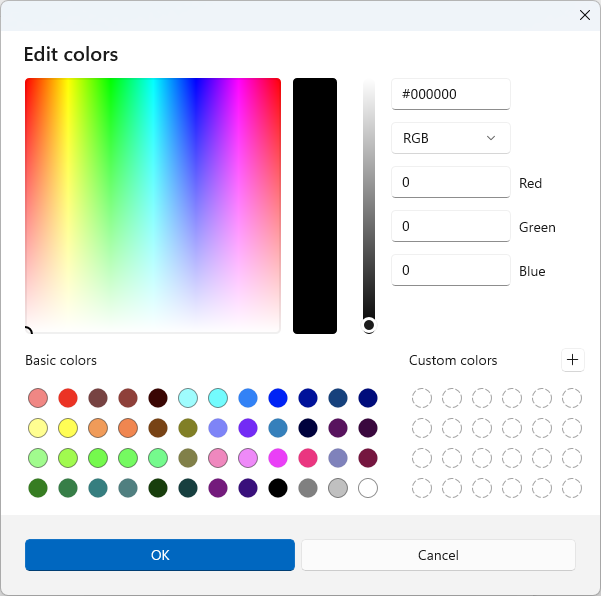 Edit colors
#000000
RGB
0 Red
0 Green
0 Blue
Basic colors
Custom colors
OK
Cancel